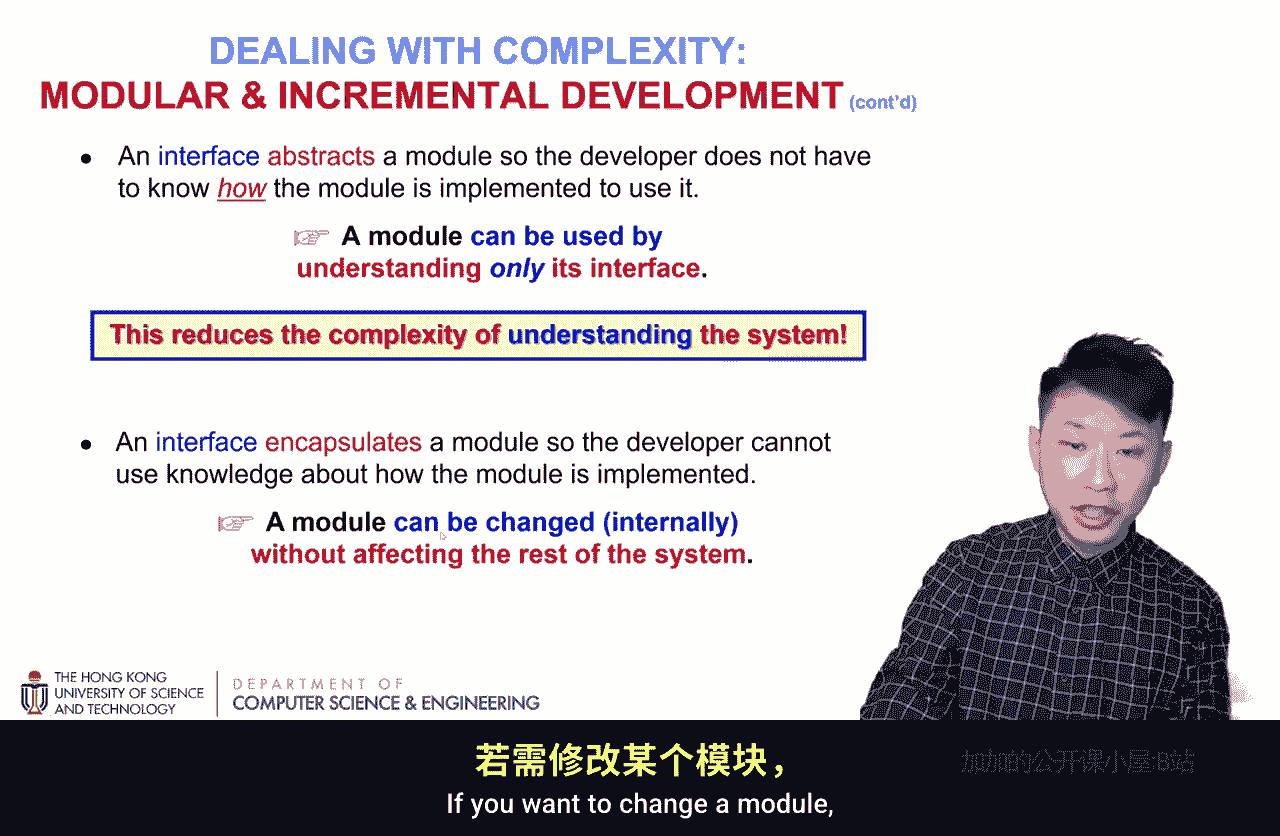 DEALING WITH COMPLEXITY:
MODULAR & INCREMENTAL DEVELOPMENT (cont'd)
● An interface abstracts a module so the developer does not have
to know how the module is implemented to use it.
☞ A module can be used by
understanding only its interface.
This reduces the complexity of understanding the system!
● An interface encapsulates a module so the developer cannot
use knowledge about how the module is implemented.
☞ A module can be changed (internally)
without affecting the rest of the system.
THE HONG KONG
UNIVERSITY OF SCIENCE
AND TECHNOLOGY
DEPARTMENT OF
COMPUTER SCIENCE & ENGINEERING
若需修改某个模块，
加加的公开课小屋·B站
If you want to change a module,